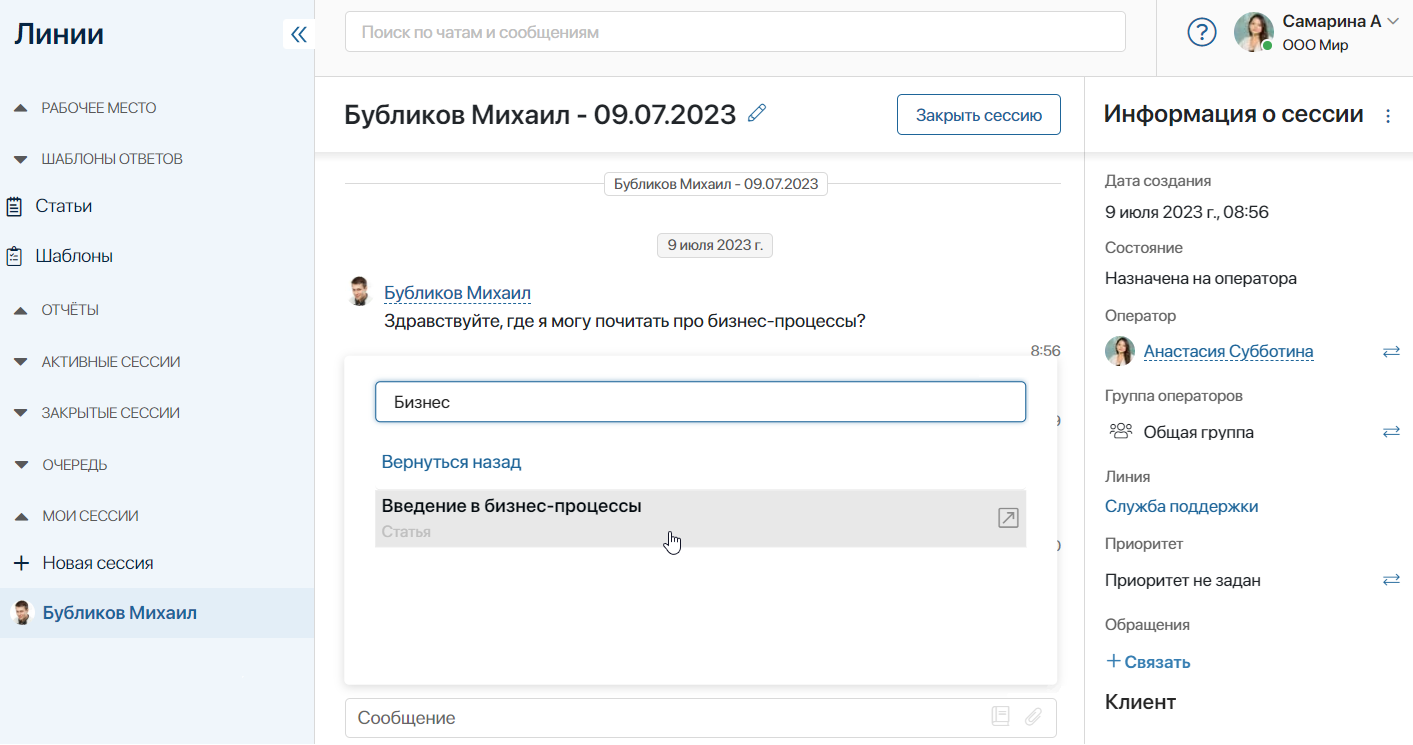 Линии
РАБОЧЕЕ МЕСТО
ШАБЛОНЫ ОТВЕТОВ
Статьи
Шаблоны
ОТЧЁТЫ
АКТИВНЫЕ СЕССИИ
ЗАКРЫТЫЕ СЕССИИ
ОЧЕРЕДЬ
МОИ СЕССИИ
Новая сессия
Бубликов Михаил
Поиск по чатам и сообщениям
?
Самарина А
ООО Мир
Бубликов Михаил - 09.07.2023
Закрыть сессию
Бубликов Михаил - 09.07.2023
9 июля 2023 г.
Бубликов Михаил
Здравствуйте, где я могу почитать про бизнес-процессы?
8:56
Бизнес
Вернуться назад
Введение в бизнес-процессы
Статья
Сообщение
Информация о сессии
Дата создания
9 июля 2023 г., 08:56
Состояние
Назначена на оператора
Оператор
Анастасия Субботина
Группа операторов
Общая группа
Линия
Служба поддержки
Приоритет
Приоритет не задан
Обращения
+ Связать
Клиент